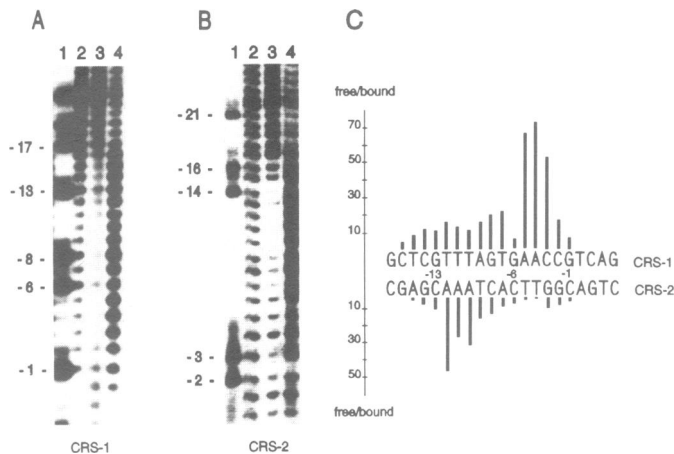 A
B
C
1 2 3 4
1 2 3 4
- 17 -
- 13 -
- 8 -
- 6 -
- 1 -
- 21 -
- 16 -
- 14 -
- 3 -
- 2 -
CRS-1
CRS-2
free/bound
70
50
30
10
GCTCGTTTAGTGAACCGTCAG CRS-1
-13 -6 -1
CGAGCAAATCACTTGGCAGTC CRS-2
10
30
50
free/bound